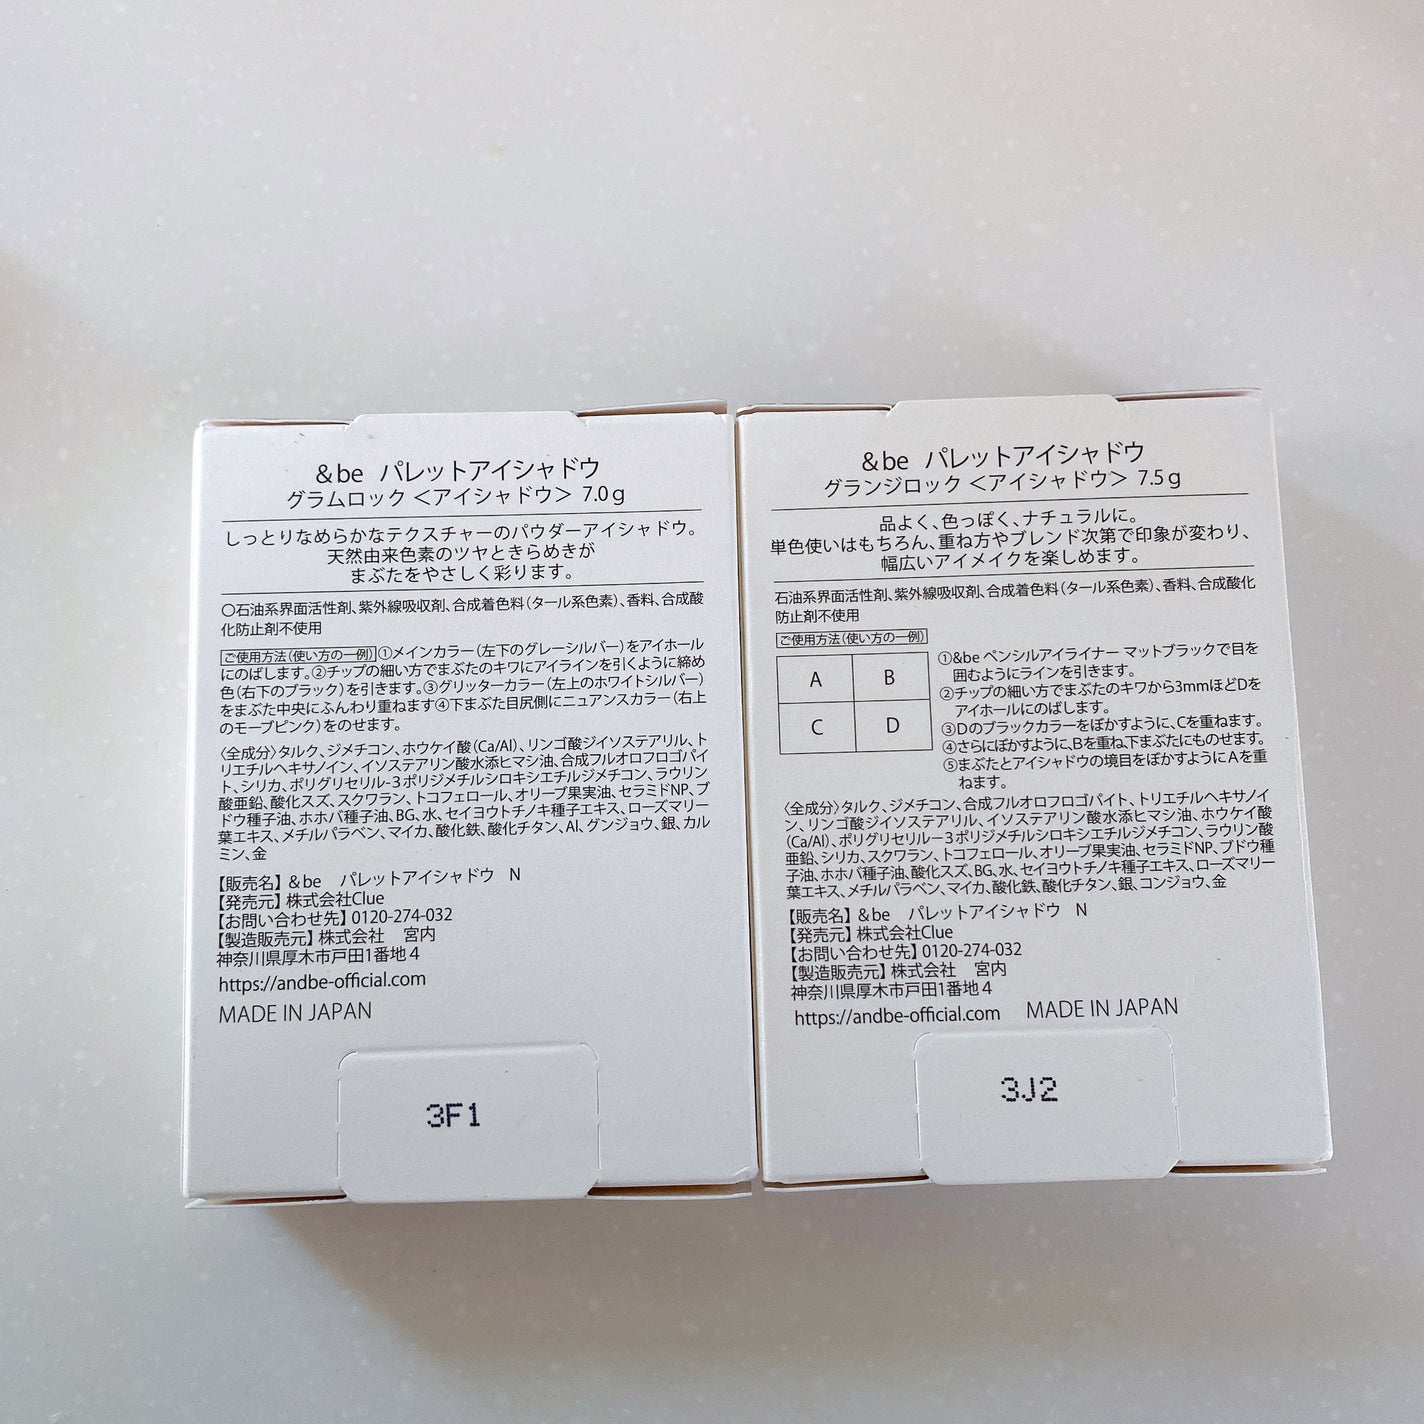 &be パレットアイシャドウ
グラムロック＜アイシャドウ＞ 7.0g
しっとりなめらかなテクスチャーのパウダーアイシャドウ。
天然由来色素のツヤときらめきが
まぶたをやさしく彩ります。
○石油系界面活性剤、紫外線吸収剤、合成着色料（タール系色素）、香料、合成酸
化防止剤不使用
ご使用方法（使い方の一例）①メインカラー（左下のグレーシルバー）をアイホール
にのばします。②チップの細い方でまぶたのキワにアイラインを引くように締め
色（右下のブラック）を引きます。③グリッターカラー（左上のホワイトシルバー）
をまぶた中央にふんわり重ねます④下まぶた目尻側にニュアンスカラー（右上
のモーブピンク）をのせます。
〈全成分〉タルク、ジメチコン、ホウケイ酸（Ca/Al）、リンゴ酸ジイソステアリル、ト
リエチルヘキサノイン、イソステアリン酸水添ヒマシ油、合成フルオロフロゴパイ
ト、シリカ、ポリグリセリル-3ポリジメチルシロキシエチルジメチコン、ラウリン
酸亜鉛、酸化スズ、スクワラン、トコフェロール、オリーブ果実油、セラミドNP、ブ
ドウ種子油、ホホバ種子油、BG、水、セイヨウトチノキ種子エキス、ローズマリー
葉エキス、メチルパラベン、マイカ、酸化鉄、酸化チタン、Al、グンジョウ、銀、カル
ミン、金
【販売名】&be パレットアイシャドウ N
【発売元】株式会社Clue
【お問い合わせ先】0120-274-032
【製造販売元】株式会社 宮内
神奈川県厚木市戸田1番地4
https://andbe-official.com
MADE IN JAPAN
3F1
&be パレットアイシャドウ
グランジロック＜アイシャドウ＞ 7.5g
品よく、色っぽく、ナチュラルに。
単色使いはもちろん、重ね方やブレンド次第で印象が変わり、
幅広いアイメイクを楽しめます。
石油系界面活性剤、紫外線吸収剤、合成着色料（タール系色素）、香料、合成酸化
防止剤不使用
ご使用方法（使い方の一例）
A B
C D
①&be ペンシルアイライナー マットブラックで目を
囲むようにラインを引きます。
②チップの細い方でまぶたのキワから3mmほどDを
アイホールにのばします。
③Dのブラックカラーをぼかすように、Cを重ねます。
④さらにぼかすように、Bを重ね、下まぶたにものせます。
⑤まぶたとアイシャドウの境目をぼかすようにAを重
ねます。
〈全成分〉タルク、ジメチコン、合成フルオロフロゴパイト、トリエチルヘキサノイ
ン、リンゴ酸ジイソステアリル、イソステアリン酸水添ヒマシ油、ホウケイ酸
（Ca/Al）、ポリグリセリル－3ポリジメチルシロキシエチルジメチコン、ラウリン酸
亜鉛、シリカ、スクワラン、トコフェロール、オリーブ果実油、セラミドNP、ブドウ種
子油、ホホバ種子油、酸化スズ、BG、水、セイヨウトチノキ種子エキス、ローズマリー
葉エキス、メチルパラベン、マイカ、酸化鉄、酸化チタン、銀、コンジョウ、金
【販売名】&be パレットアイシャドウ N
【発売元】株式会社Clue
【お問い合わせ先】0120-274-032
【製造販売元】株式会社 宮内
神奈川県厚木市戸田1番地4
https://andbe-official.com MADE IN JAPAN
3J2